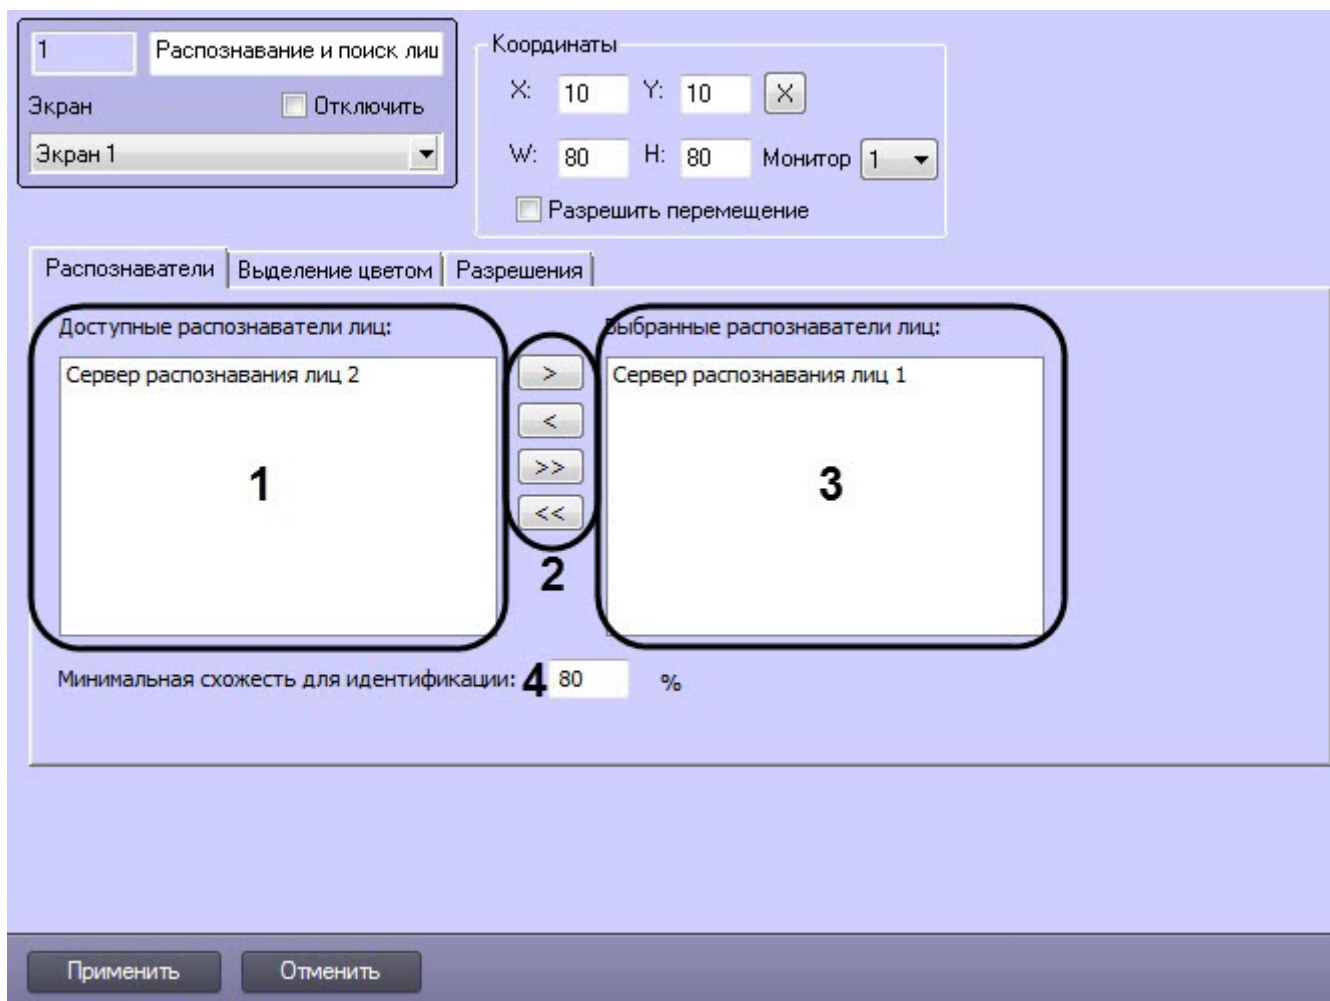 1
Распознавание и поиск лиц
Экран
Отключить
Экран 1
Координаты
X: 10 Y: 10 X
W: 80 H: 80 Монитор 1
Разрешить перемещение
Распознаватели Выделение цветом Разрешения
Доступные распознаватели лиц:
Сервер распознавания лиц 2
1
>
<
>>
<<
2
Выбранные распознаватели лиц:
Сервер распознавания лиц 1
3
Минимальная схожесть для идентификации: 4 80 %
Применить Отменить